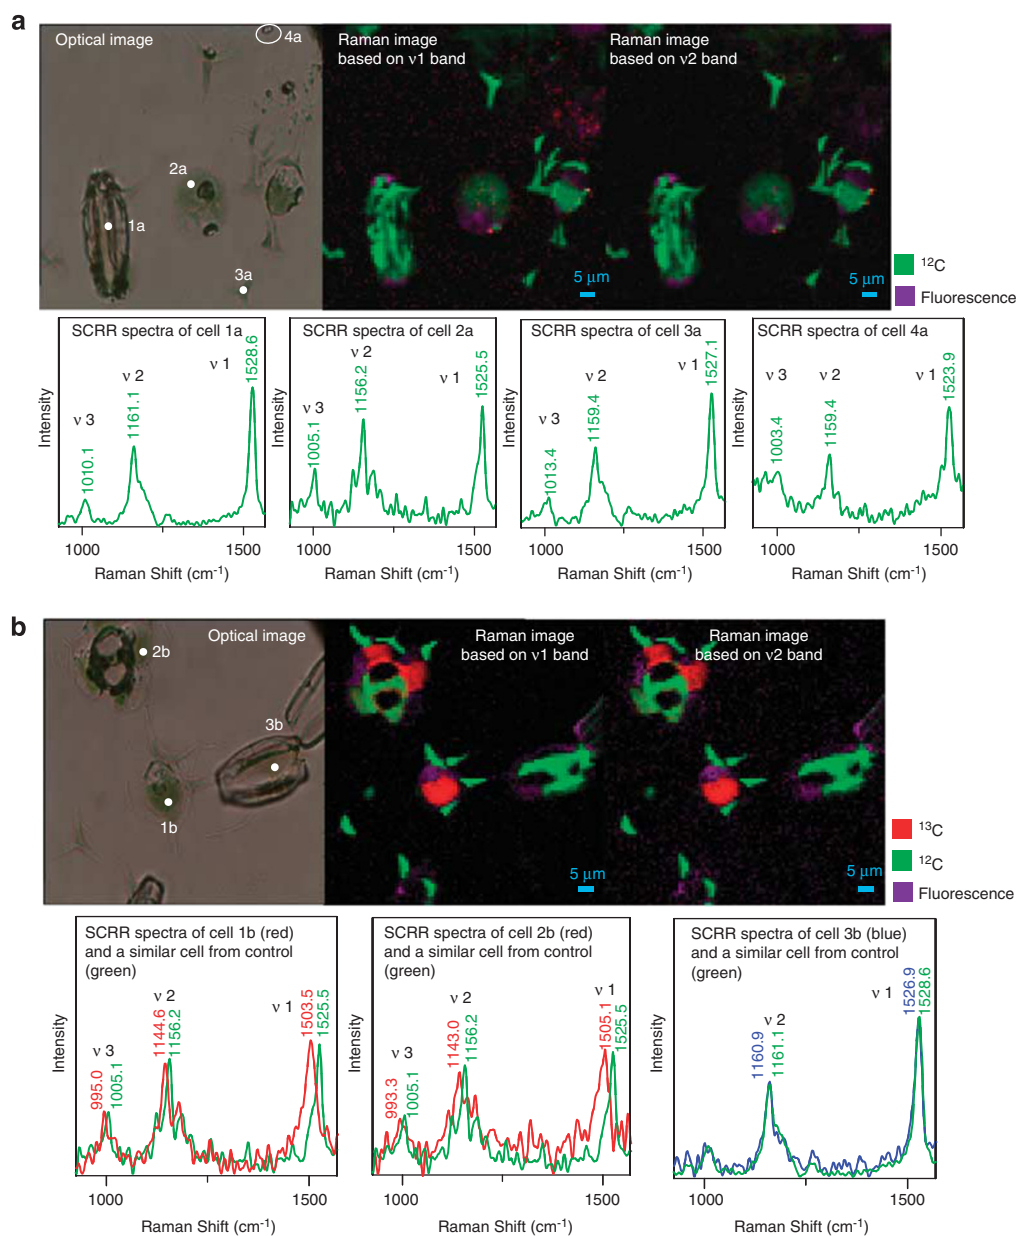 a
Optical image
4a
Raman image
based on ν1 band
Raman image
based on ν2 band
2a
1a
3a
5 μm
5 μm
12C
Fluorescence
SCRR spectra of cell 1a
ν 3
ν 2
ν 1
1010.1
1161.1
1528.6
Intensity
1000
1500
Raman Shift (cm-1)
SCRR spectra of cell 2a
ν 3
ν 2
ν 1
1005.1
1156.2
1525.5
Intensity
1000
1500
Raman Shift (cm-1)
SCRR spectra of cell 3a
ν 3
ν 2
ν 1
1013.4
1159.4
1527.1
Intensity
1000
1500
Raman Shift (cm-1)
SCRR spectra of cell 4a
ν 3
ν 2
ν 1
1003.4
1159.4
1523.9
Intensity
1000
1500
Raman Shift (cm-1)
b
Optical image
Raman image
based on ν1 band
Raman image
based on ν2 band
2b
3b
1b
5 μm
5 μm
13C
12C
Fluorescence
SCRR spectra of cell 1b (red)
and a similar cell from control
(green)
ν 3
ν 2
ν 1
995.0
1005.1
1144.6
1156.2
1503.5
1525.5
Intensity
1000
1500
Raman Shift (cm-1)
SCRR spectra of cell 2b (red)
and a similar cell from control
(green)
ν 3
ν 2
ν 1
993.3
1005.1
1143.0
1156.2
1505.1
1525.5
Intensity
1000
1500
Raman Shift (cm-1)
SCRR spectra of cell 3b (blue)
and a similar cell from control
(green)
ν 2
ν 1
1160.9
1161.1
1526.9
1528.6
Intensity
1000
1500
Raman Shift (cm-1)